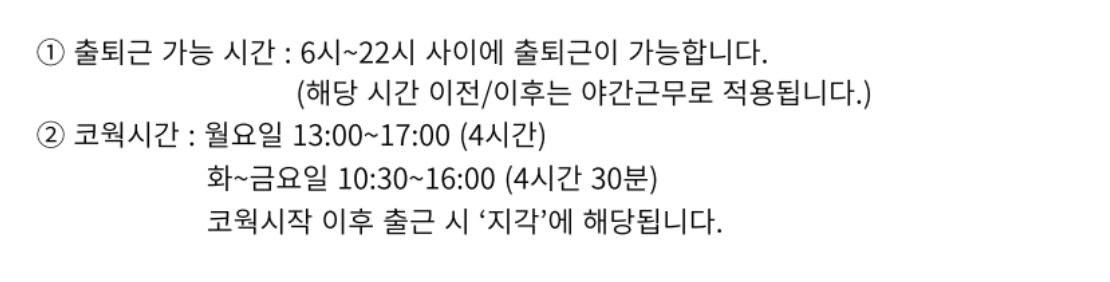 ① 출퇴근 가능 시간 : 6시~22시 사이에 출퇴근이 가능합니다.
(해당 시간 이전/이후는 야간근무로 적용됩니다.)
② 코웍시간 : 월요일 13:00~17:00 (4시간)
화~금요일 10:30~16:00 (4시간 30분)
코웍시작 이후 출근 시 ‘지각’에 해당됩니다.